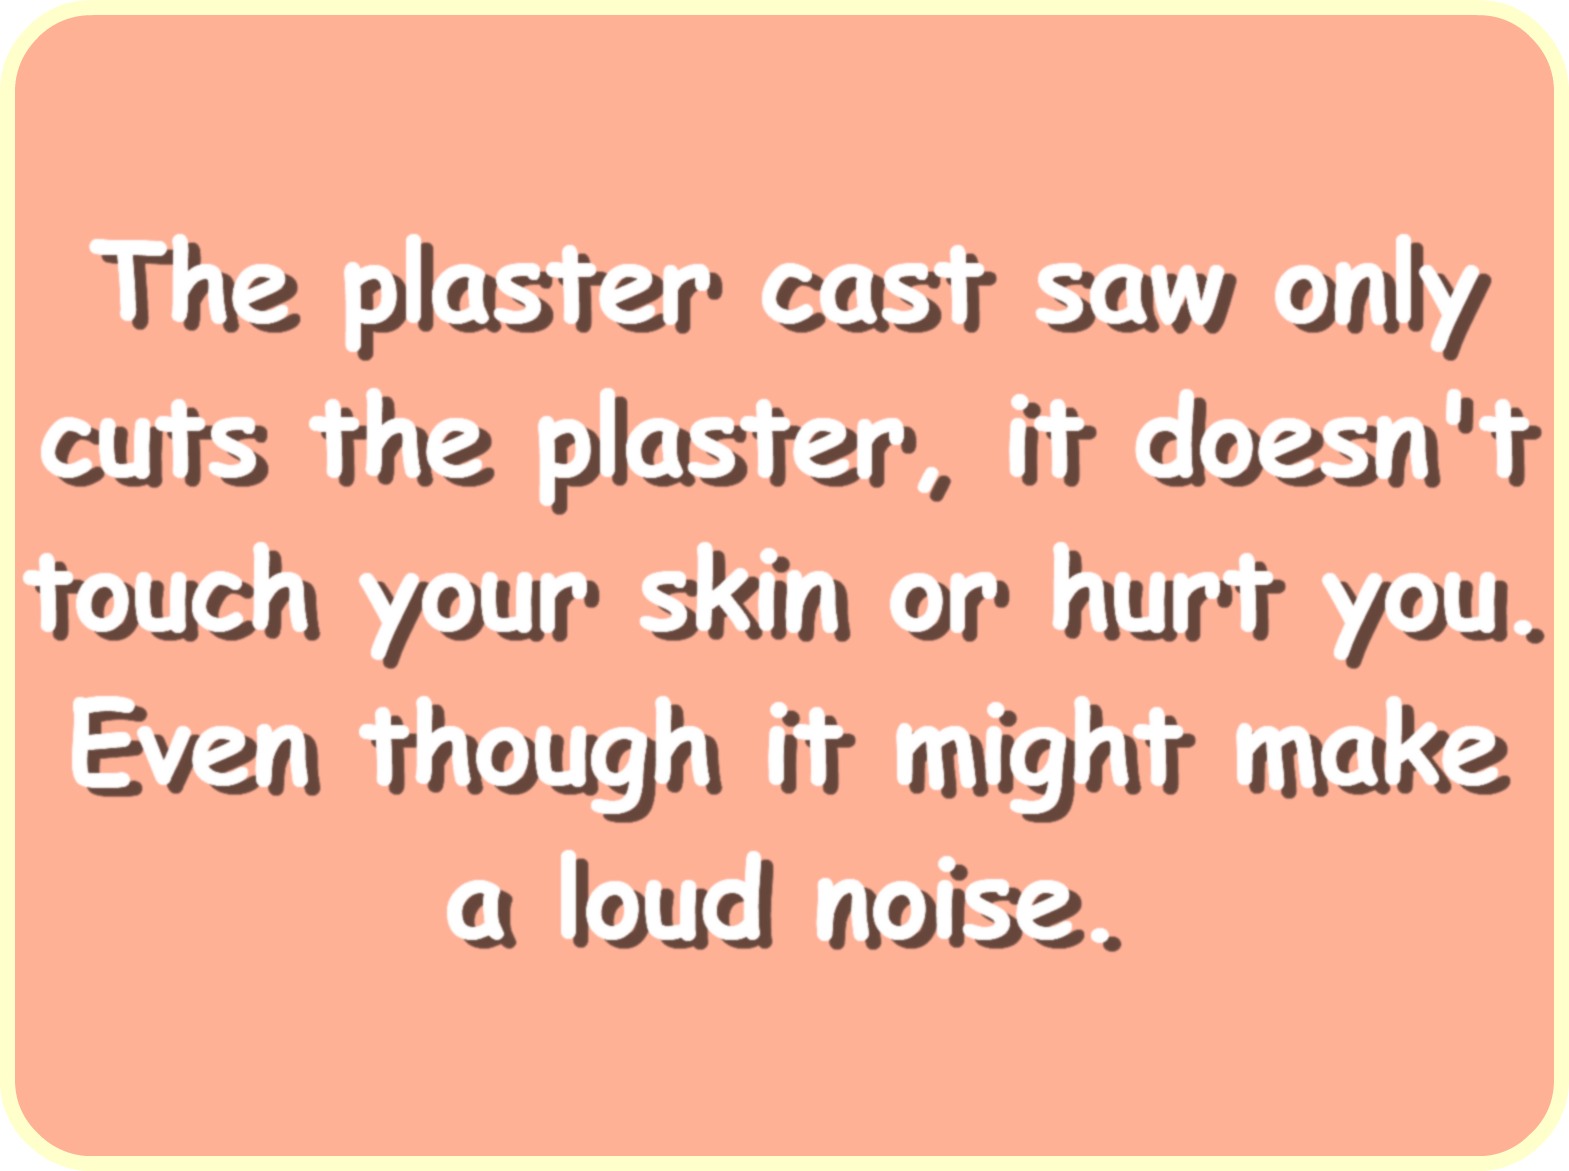 The plaster cast saw only
cuts the plaster, it doesn't
touch your skin or hurt you.
Even though it might make
a loud noise.